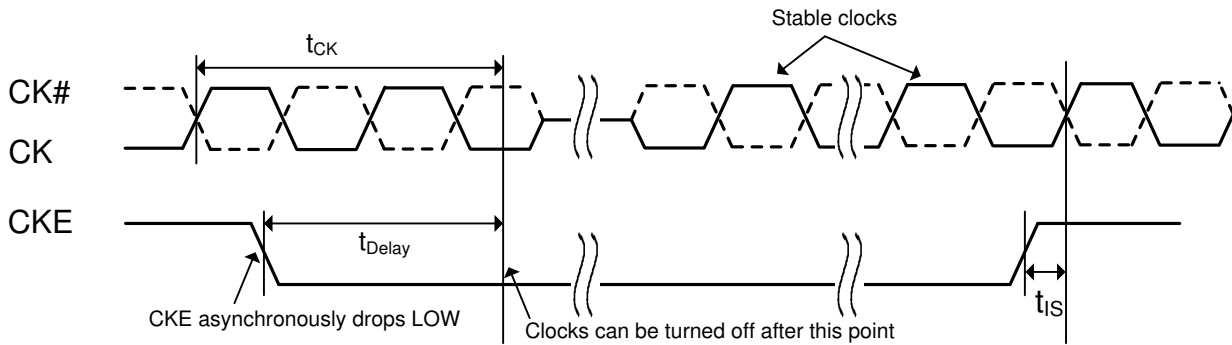 Stable clocks
tCK
CK#
CK
CKE
tDelay
tIS
CKE asynchronously drops LOW
Clocks can be turned off after this point